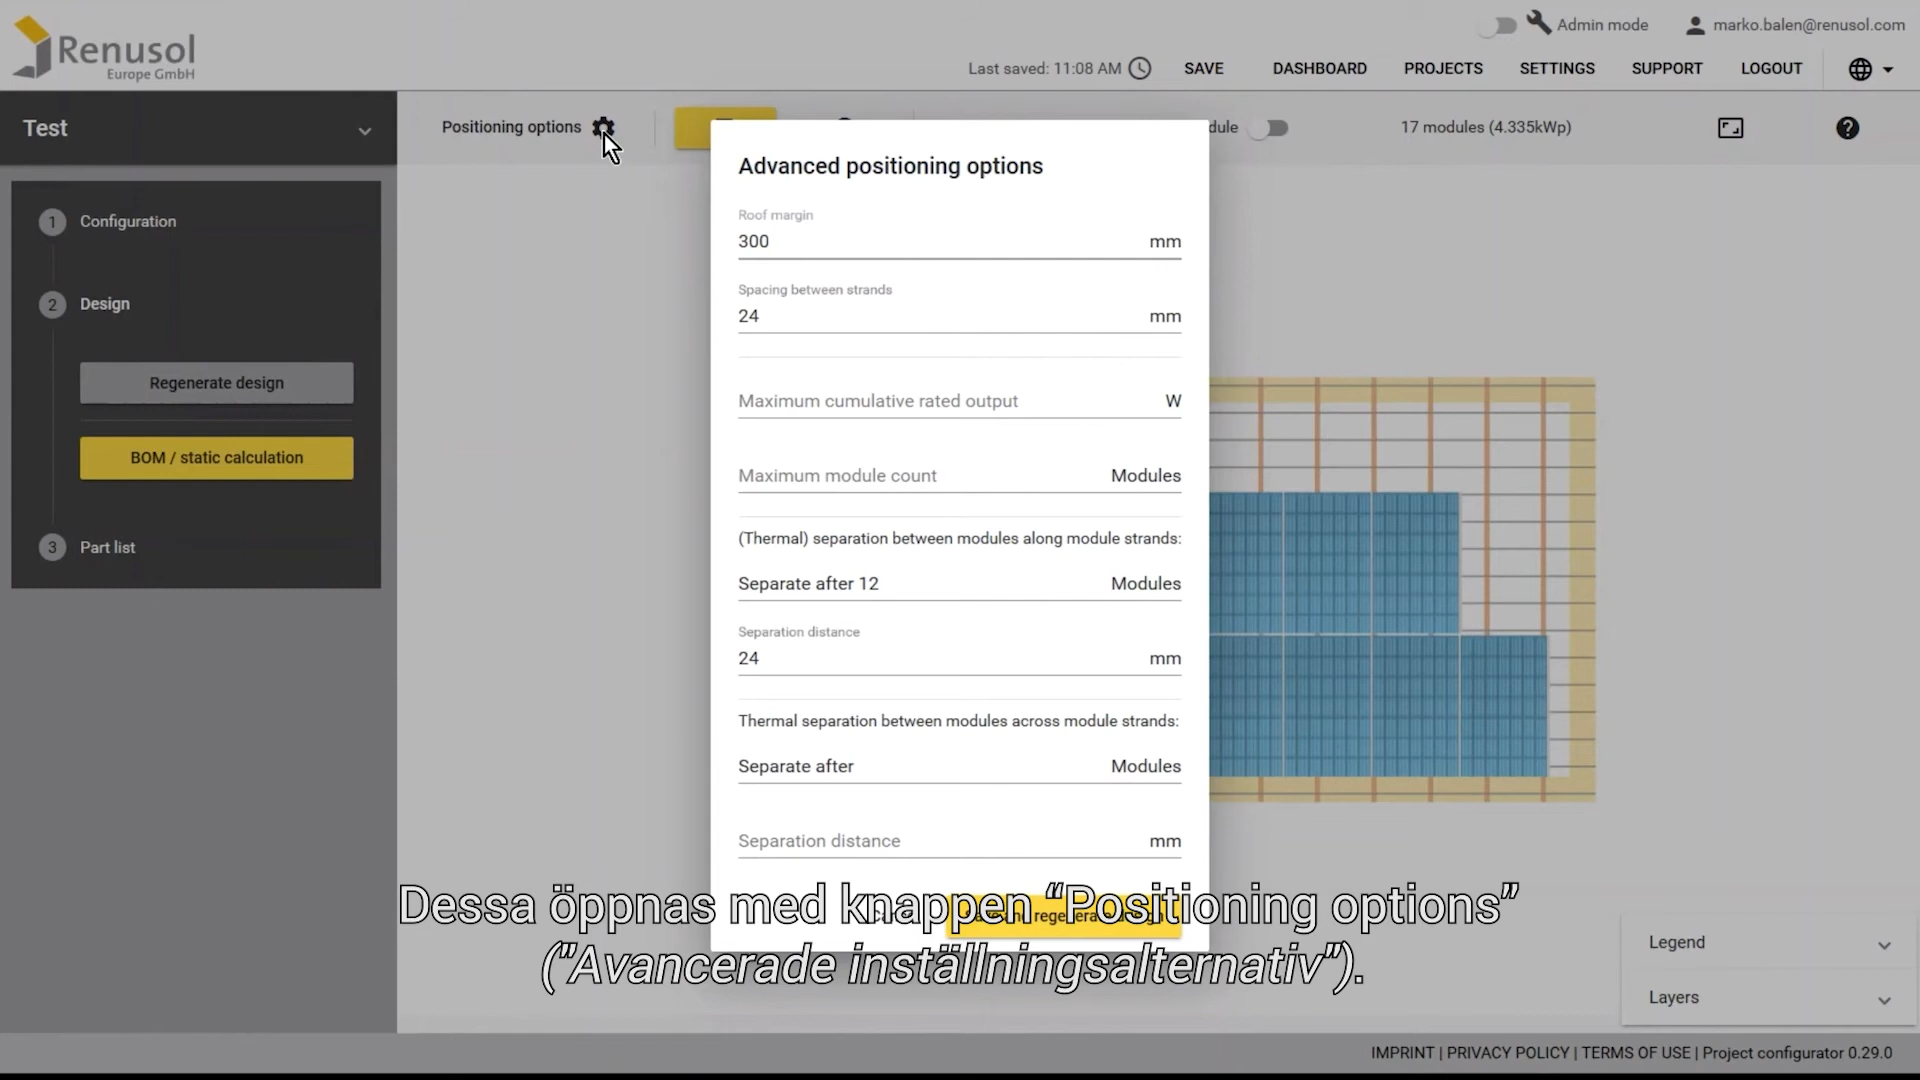 Renusol
Europe GmbH
Admin mode
marko.balen@renusol.com
Last saved: 11:08 AM
SAVE
DASHBOARD
PROJECTS
SETTINGS
SUPPORT
LOGOUT
Test
Positioning options
dule
17 modules (4.335kWp)
1 Configuration
2 Design
Regenerate design
BOM / static calculation
3 Part list
Advanced positioning options
Roof margin
300 mm
Spacing between strands
24 mm
Maximum cumulative rated output W
Maximum module count Modules
(Thermal) separation between modules along module strands:
Separate after 12 Modules
Separation distance
24 mm
Thermal separation between modules across module strands:
Separate after Modules
Separation distance mm
regenerate
Dessa öppnas med knappen “Positioning options”
("Avancerade inställningsalternativ").
Legend
Layers
IMPRINT | PRIVACY POLICY | TERMS OF USE | Project configurator 0.29.0